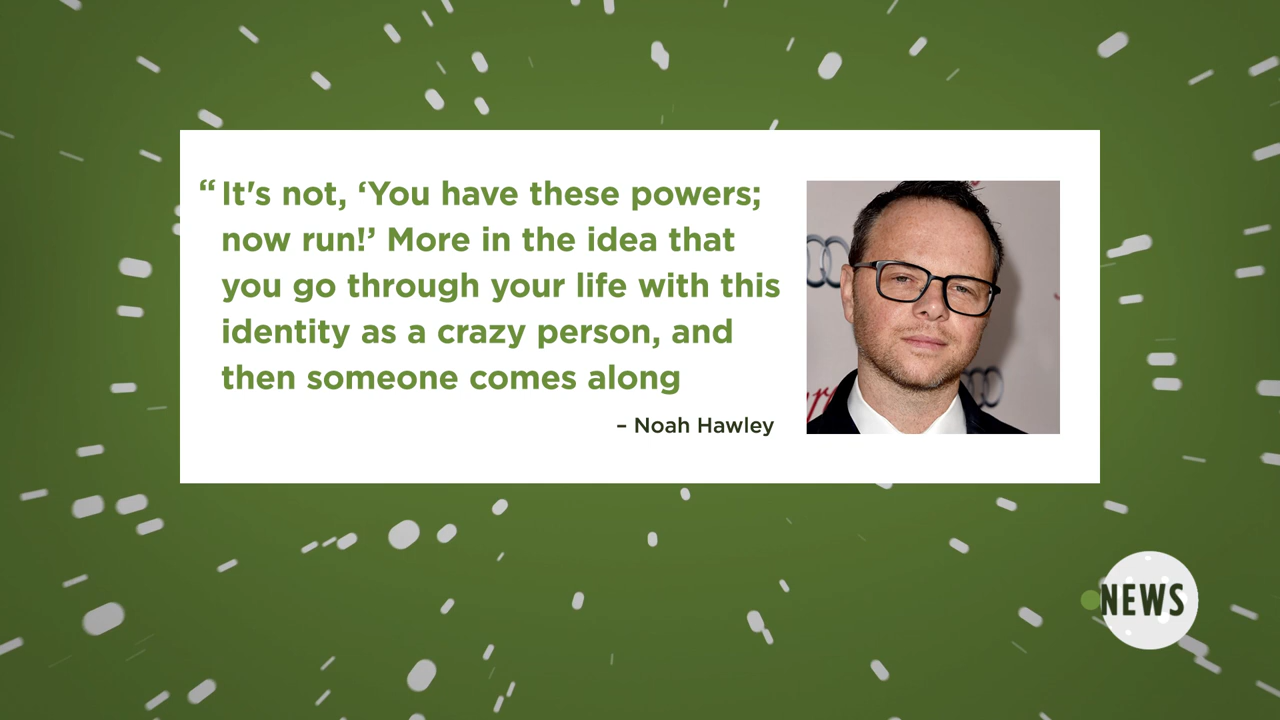 “It's not, ‘You have these powers;
now run!’ More in the idea that
you go through your life with this
identity as a crazy person, and
then someone comes along
– Noah Hawley
NEWS